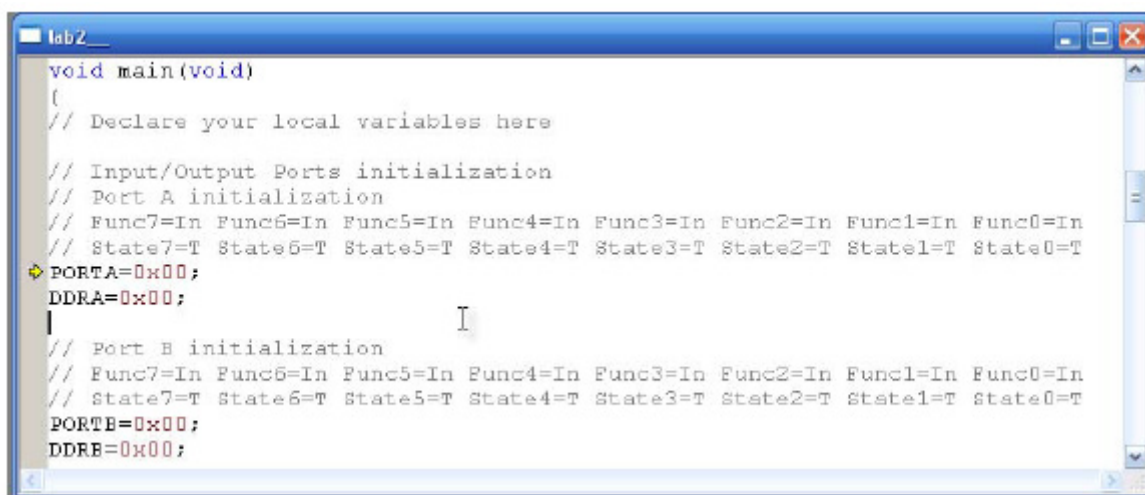 lab2__
void main(void)
{
// Declare your local variables here
// Input/Output Ports initialization
// Port A initialization
// Func7=In Func6=In Func5=In Func4=In Func3=In Func2=In Func1=In Func0=In
// State7=T State6=T State5=T State4=T State3=T State2=T State1=T State0=T
PORTA=0x00;
DDRA=0x00;
// Port B initialization
// Func7=In Func6=In Func5=In Func4=In Func3=In Func2=In Func1=In Func0=In
// State7=T State6=T State5=T State4=T State3=T State2=T State1=T State0=T
PORTB=0x00;
DDRB=0x00;